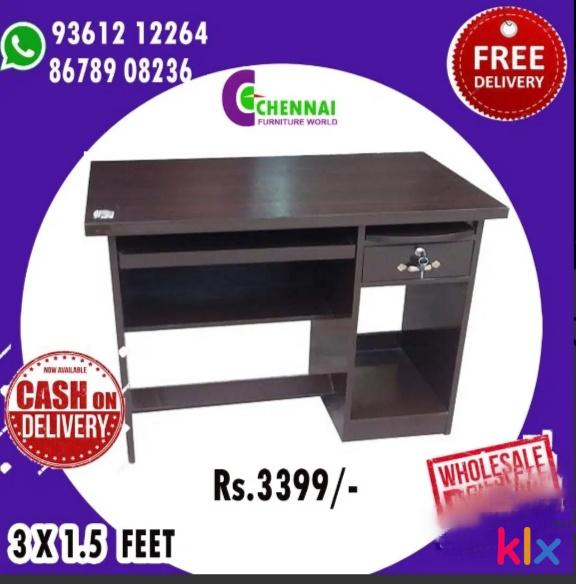 93612 12264
86789 08236
FREE
DELIVERY
CHENNAI
FURNITURE WORLD
NOW AVAILABLE
CASH ON
DELIVERY
Rs.3399/-
WHOLESALE
3 X 1.5 FEET
klx